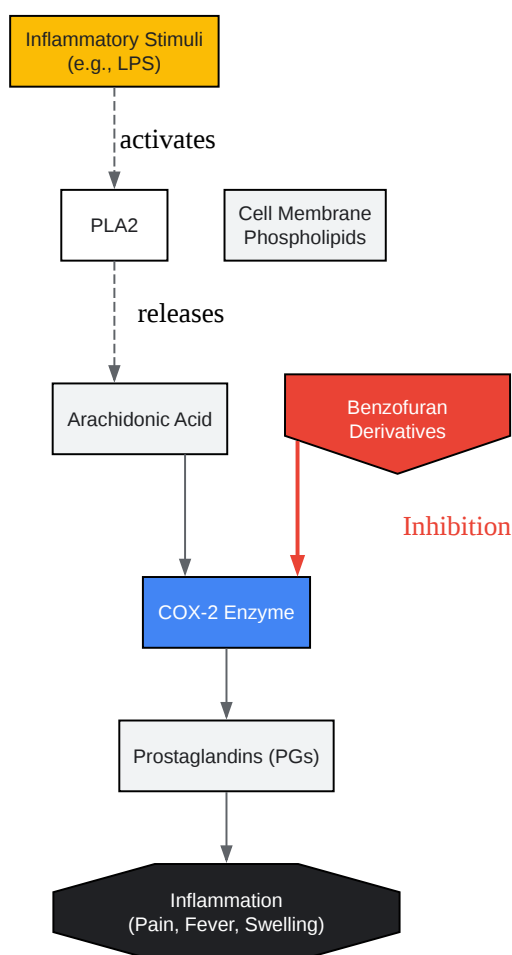 Inflammatory Stimuli
(e.g., LPS)
activates
PLA2
Cell Membrane
Phospholipids
releases
Arachidonic Acid
Benzofuran
Derivatives
Inhibition
COX-2 Enzyme
Prostaglandins (PGs)
Inflammation
(Pain, Fever, Swelling)